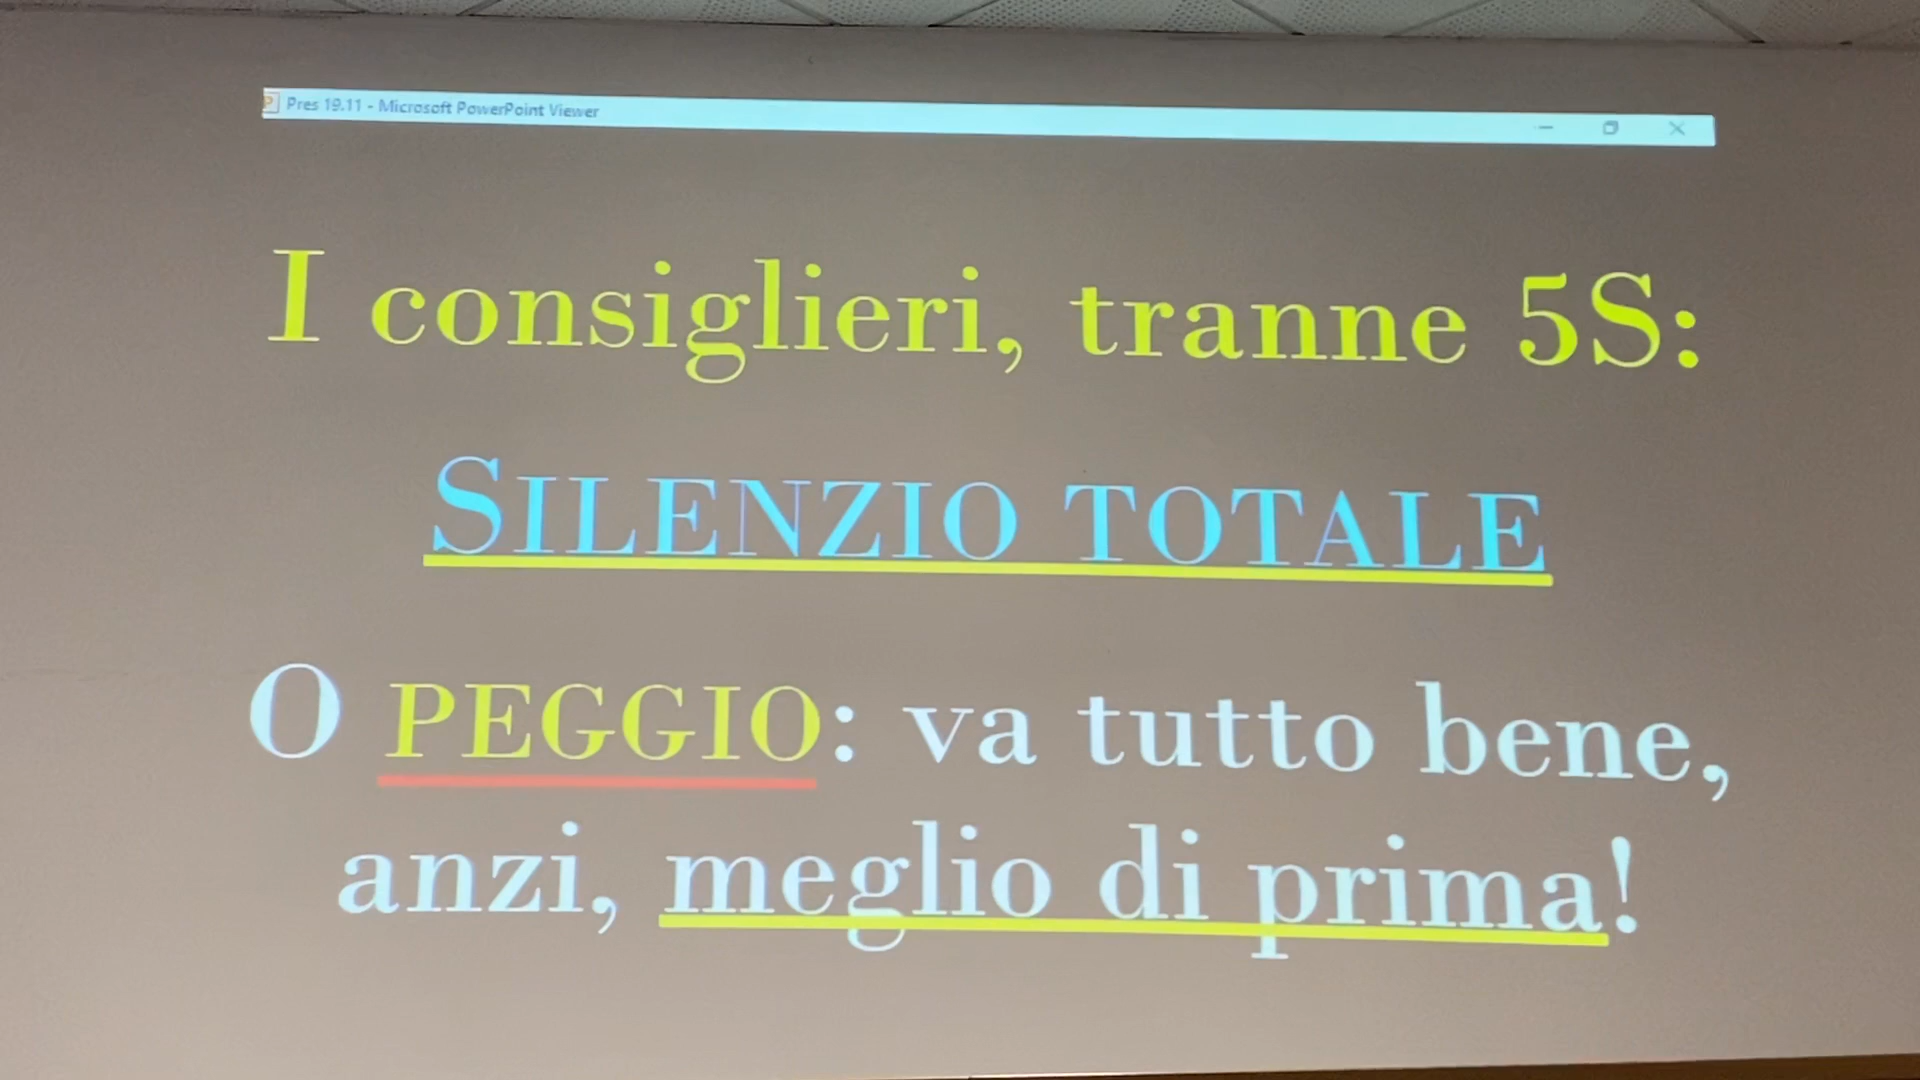 Pres 19.11 - Microsoft PowerPoint Viewer
I consiglieri, tranne 5S:
SILENZIO TOTALE
O PEGGIO: va tutto bene,
anzi, meglio di prima!